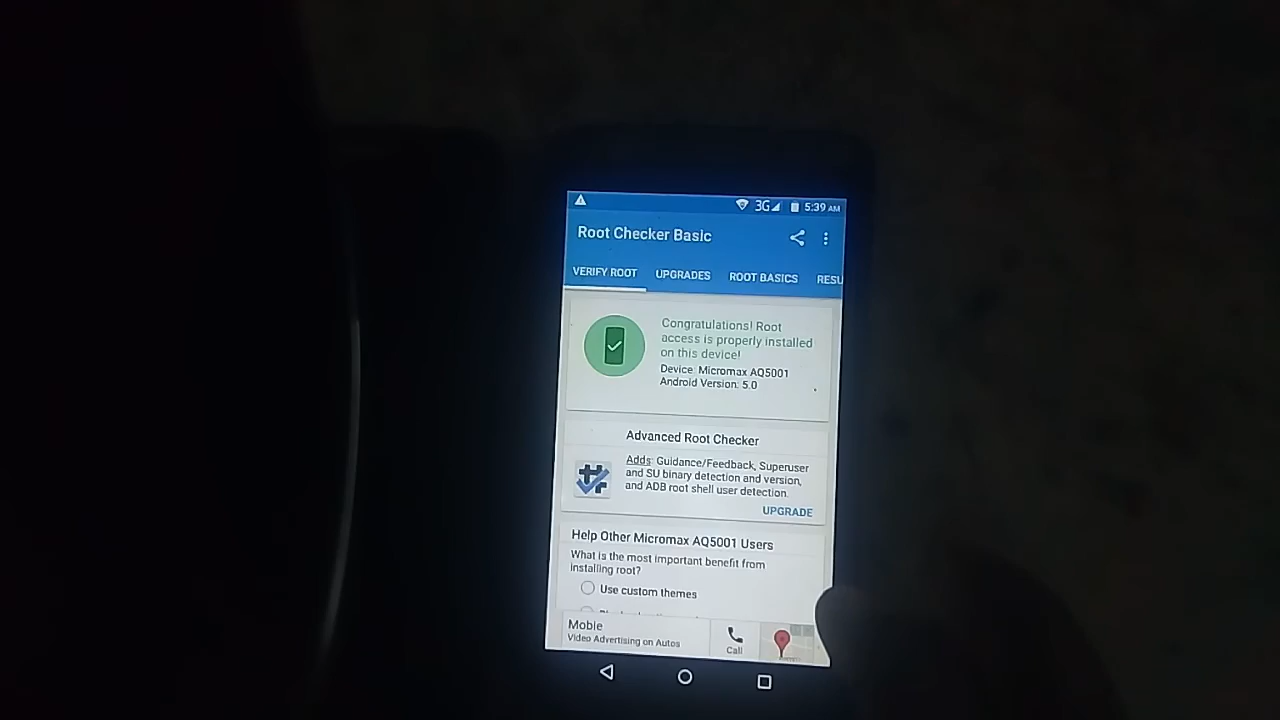 3G 5:39 AM
Root Checker Basic
VERIFY ROOT UPGRADES ROOT BASICS RESU
Congratulations! Root
access is properly installed
on this device!
Device: Micromax AQ5001
Android Version: 5.0
Advanced Root Checker
Adds: Guidance/Feedback, Superuser
and SU binary detection and version,
and ADB root shell user detection.
UPGRADE
Help Other Micromax AQ5001 Users
What is the most important benefit from
installing root?
Use custom themes
Mobie
Video Advertising on Autos
Call